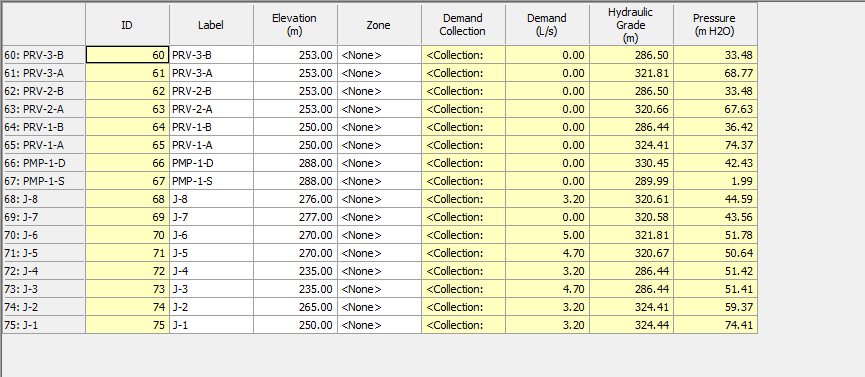 ID Label Elevation (m) Zone Demand Collection Demand (L/s) Hydraulic Grade (m) Pressure (m H2O)
60: PRV-3-B 60 PRV-3-B 253.00 <None> <Collection: 0.00 286.50 33.48
61: PRV-3-A 61 PRV-3-A 253.00 <None> <Collection: 0.00 321.81 68.77
62: PRV-2-B 62 PRV-2-B 253.00 <None> <Collection: 0.00 286.50 33.48
63: PRV-2-A 63 PRV-2-A 253.00 <None> <Collection: 0.00 320.66 67.63
64: PRV-1-B 64 PRV-1-B 250.00 <None> <Collection: 0.00 286.44 36.42
65: PRV-1-A 65 PRV-1-A 250.00 <None> <Collection: 0.00 324.41 74.37
66: PMP-1-D 66 PMP-1-D 288.00 <None> <Collection: 0.00 330.45 42.43
67: PMP-1-S 67 PMP-1-S 288.00 <None> <Collection: 0.00 289.99 1.99
68: J-8 68 J-8 276.00 <None> <Collection: 3.20 320.61 44.59
69: J-7 69 J-7 277.00 <None> <Collection: 0.00 320.58 43.56
70: J-6 70 J-6 270.00 <None> <Collection: 5.00 321.81 51.78
71: J-5 71 J-5 270.00 <None> <Collection: 4.70 320.67 50.64
72: J-4 72 J-4 235.00 <None> <Collection: 3.20 286.44 51.42
73: J-3 73 J-3 235.00 <None> <Collection: 4.70 286.44 51.41
74: J-2 74 J-2 265.00 <None> <Collection: 3.20 324.41 59.37
75: J-1 75 J-1 250.00 <None> <Collection: 3.20 324.44 74.41